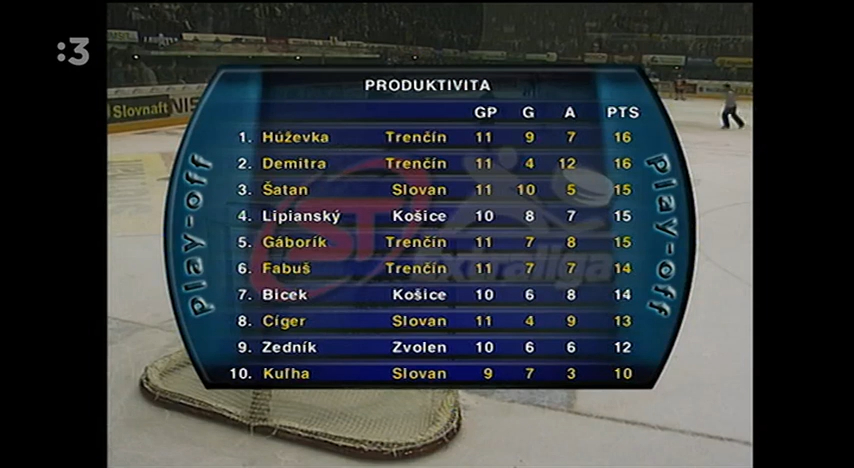 :3
Slovnaft
PRODUKTIVITA
GP G A PTS
1. Húževka Trenčín 11 9 7 16
2. Demitra Trenčín 11 4 12 16
3. Šatan Slovan 11 10 5 15
4. Lipianský Košice 10 8 7 15
5. Gáborík Trenčín 11 7 8 15
6. Fabuš Trenčín 11 7 7 14
7. Bicek Košice 10 6 8 14
8. Cíger Slovan 11 4 9 13
9. Zedník Zvolen 10 6 6 12
10. Kuľha Slovan 9 7 3 10
play-off
play-off
ST
extraliga